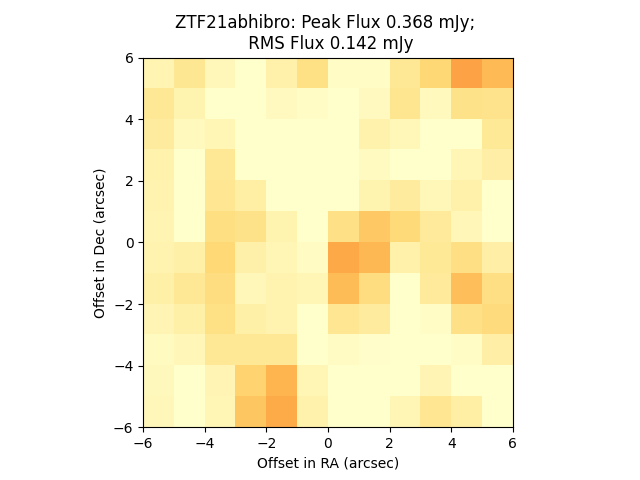 ZTF21abhibro: Peak Flux 0.368 mJy;
RMS Flux 0.142 mJy
6
4
2
0
−2
−4
−6
Offset in Dec (arcsec)
−6 −4 −2 0 2 4 6
Offset in RA (arcsec)